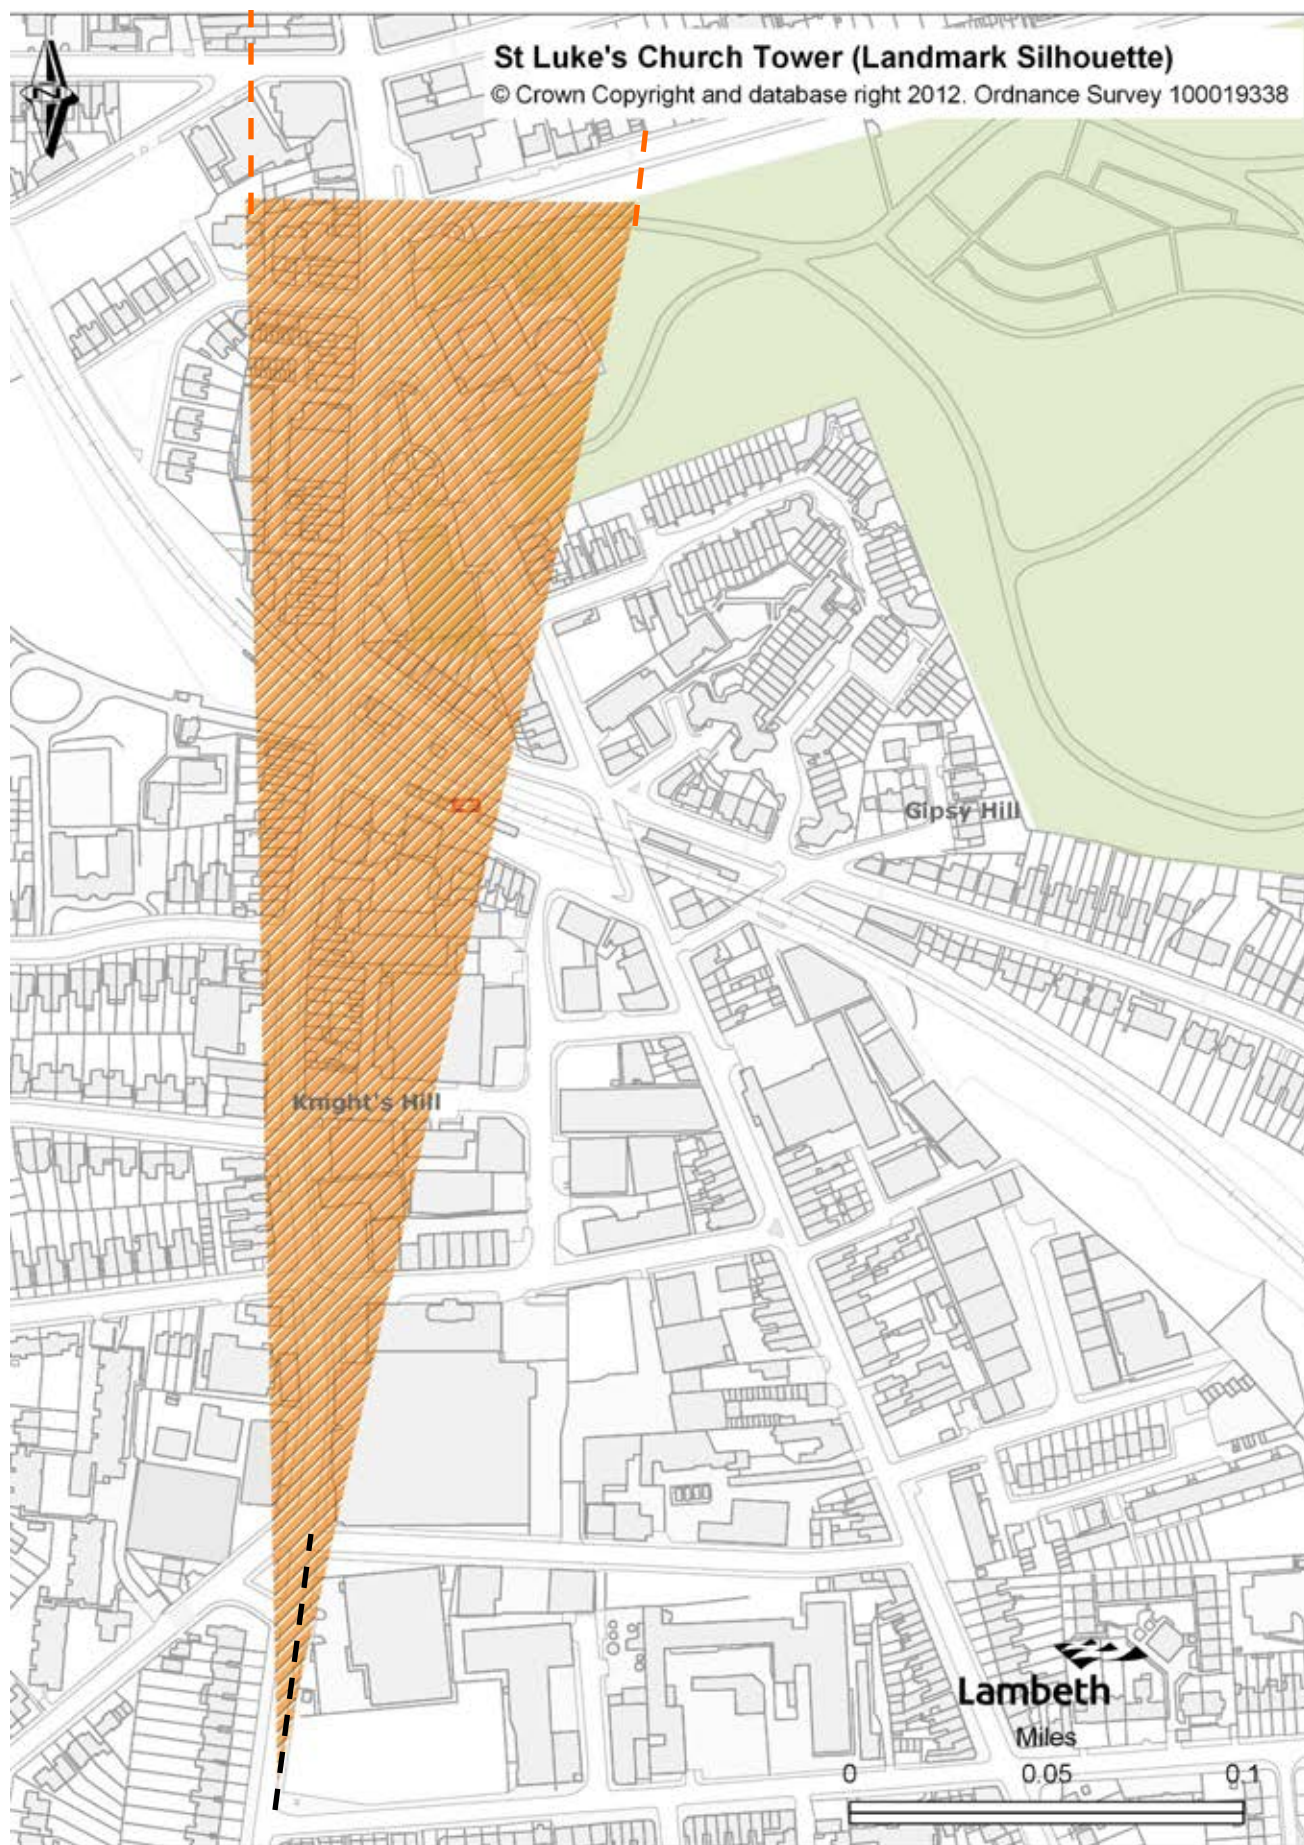 St Luke's Church Tower (Landmark Silhouette)
© Crown Copyright and database right 2012. Ordnance Survey 100019338
N
Gipsy Hill
Knight's Hill
Lambeth
Miles
0 0.05 0.1